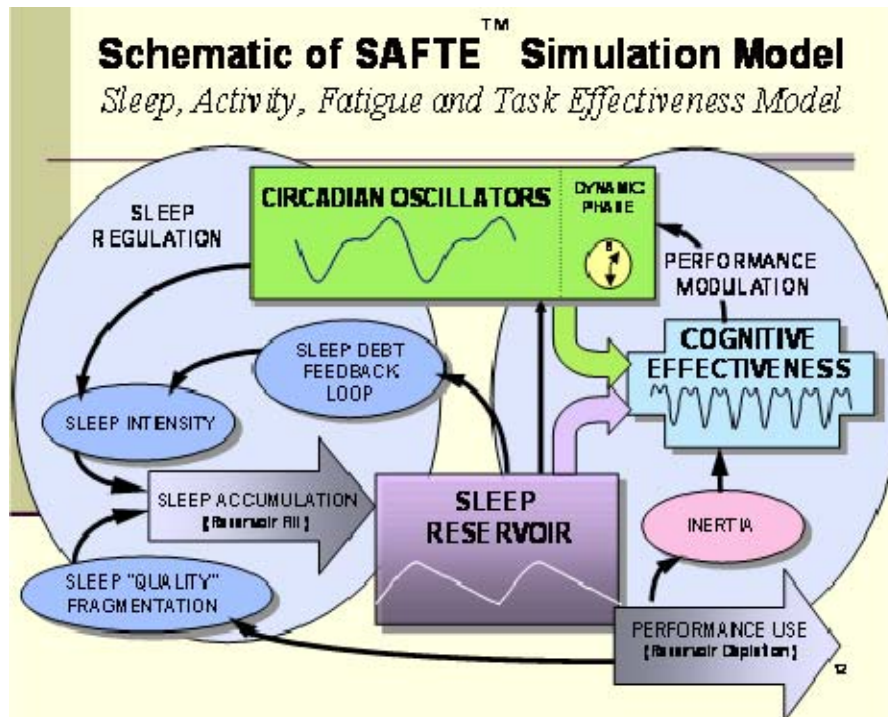 Schematic of SAFTE™ Simulation Model
Sleep, Activity, Fatigue and Task Effectiveness Model
SLEEP
REGULATION
CIRCADIAN OSCILLATORS
DYNAMIC
PHASE
PERFORMANCE
MODULATION
COGNITIVE
EFFECTIVENESS
SLEEP DEBT
FEEDBACK
LOOP
SLEEP INTENSITY
SLEEP ACCUMULATION
[Reservoir Fill]
SLEEP
RESERVOIR
INERTIA
SLEEP "QUALITY"
FRAGMENTATION
PERFORMANCE USE
[Reservoir Depletion]
12